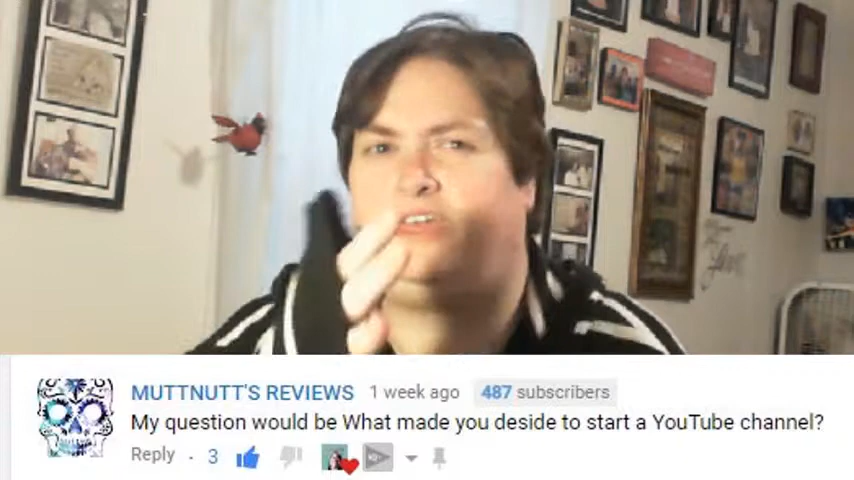 MUTTNUTT'S REVIEWS 1 week ago 487 subscribers
My question would be What made you deside to start a YouTube channel?
Reply · 3